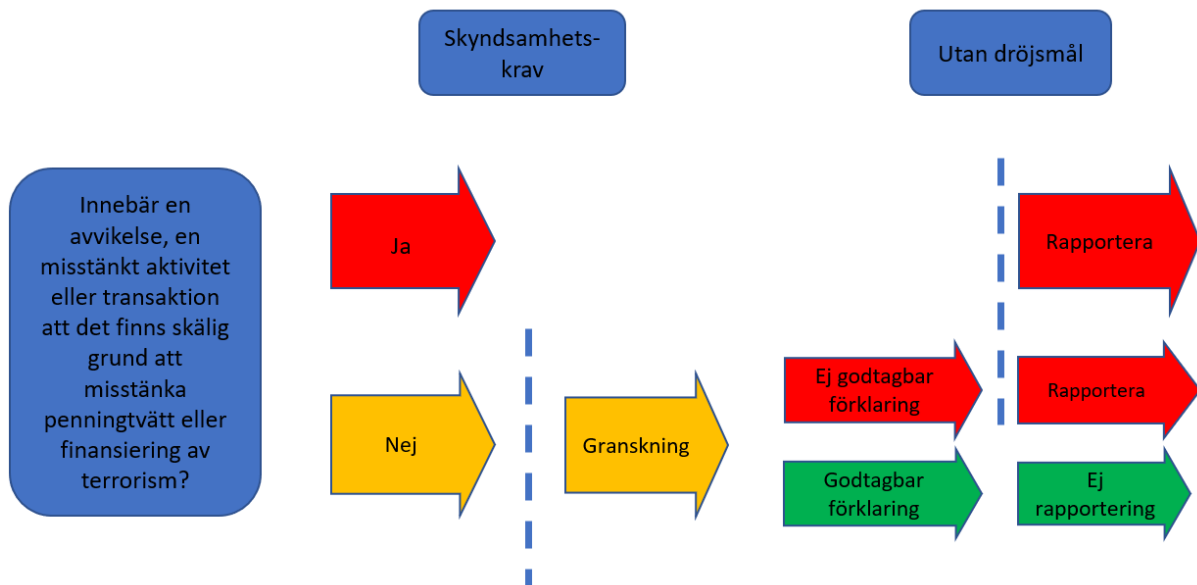 Skyndsamhets-
krav
Utan dröjsmål
Innebär en
avvikelse, en
misstänkt aktivitet
eller transaktion
att det finns skälig
grund att
misstänka
penningtvätt eller
finansiering av
terrorism?
Ja
Rapportera
Nej
Granskning
Ej godtagbar
förklaring
Rapportera
Godtagbar
förklaring
Ej
rapportering